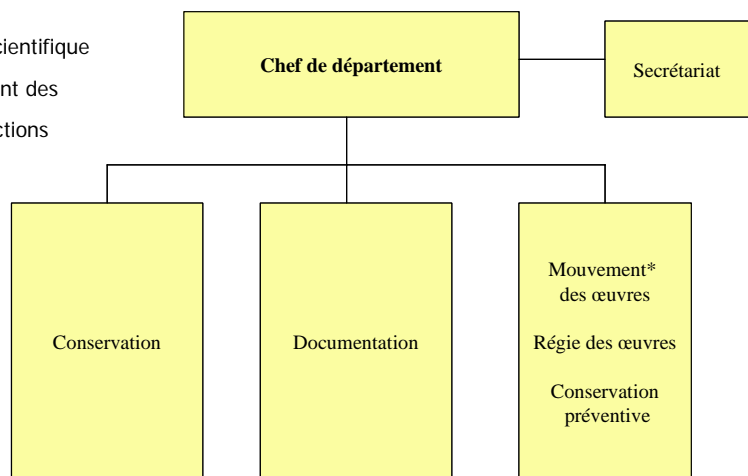 cientifique
nt des
ctions
Chef de département
Secrétariat
Conservation
Documentation
Mouvement*
des œuvres
Régie des œuvres
Conservation
préventive